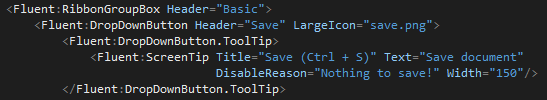 <Fluent:RibbonGroupBox Header="Basic">
<Fluent:DropDownButton Header="Save" LargeIcon="save.png">
<Fluent:DropDownButton.ToolTip>
<Fluent:ScreenTip Title="Save (Ctrl + S)" Text="Save document"
DisableReason="Nothing to save!" Width="150"/>
</Fluent:DropDownButton.ToolTip>